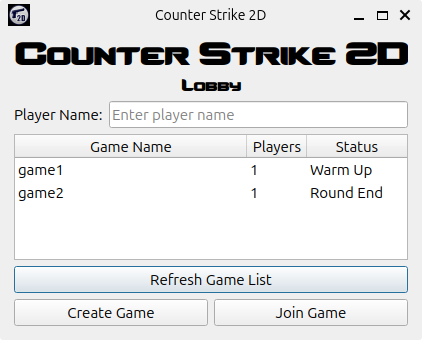 2D
Counter Strike 2D
Counter Strike 2D
Lobby
Player Name: Enter player name
Game Name Players Status
game1 1 Warm Up
game2 1 Round End
Refresh Game List
Create Game Join Game